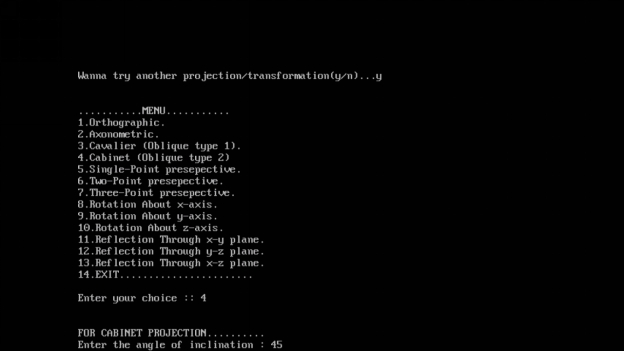 Wanna try another projection/transformation(y/n)...y
...........MENU...........
1.Orthographic.
2.Axonometric.
3.Cavalier (Oblique type 1).
4.Cabinet (Oblique type 2)
5.Single-Point presepective.
6.Two-Point presepective.
7.Three-Point presepective.
8.Rotation About x-axis.
9.Rotation About y-axis.
10.Rotation About z-axis.
11.Reflection Through x-y plane.
12.Reflection Through y-z plane.
13.Reflection Through x-z plane.
14.EXIT.......................
Enter your choice :: 4
FOR CABINET PROJECTION..........
Enter the angle of inclination : 45